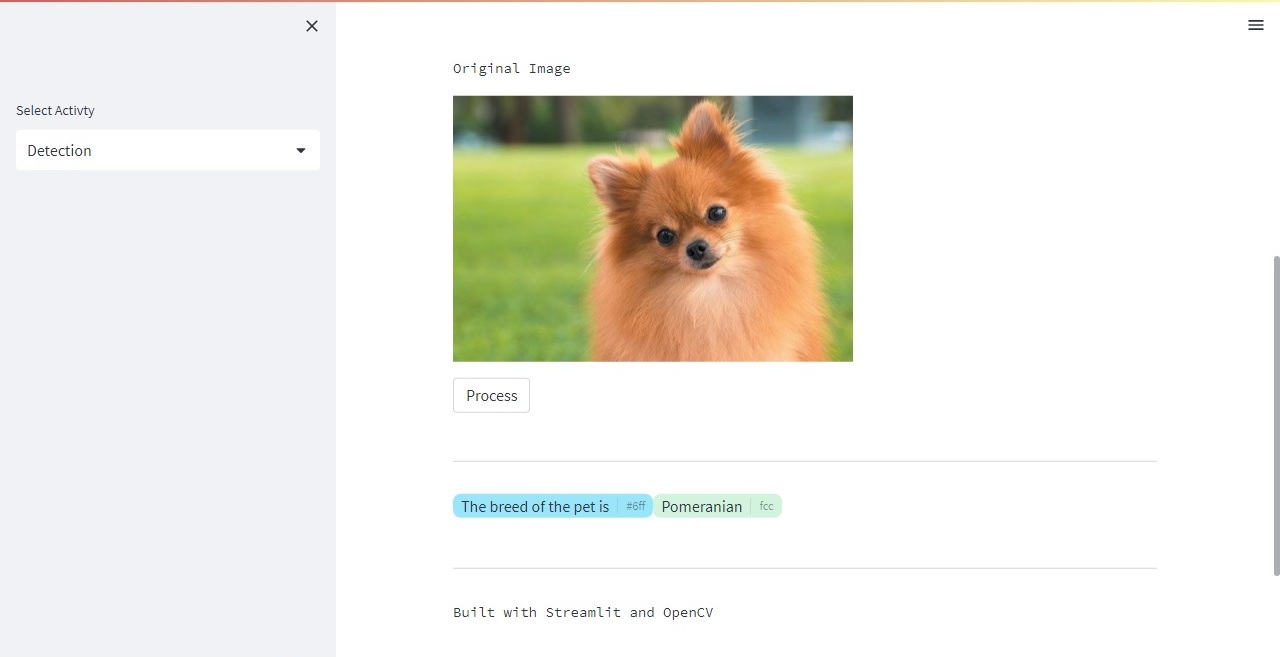 Select Activty
Detection
Original Image
Process
The breed of the pet is #6ff Pomeranian fcc
Built with Streamlit and OpenCV